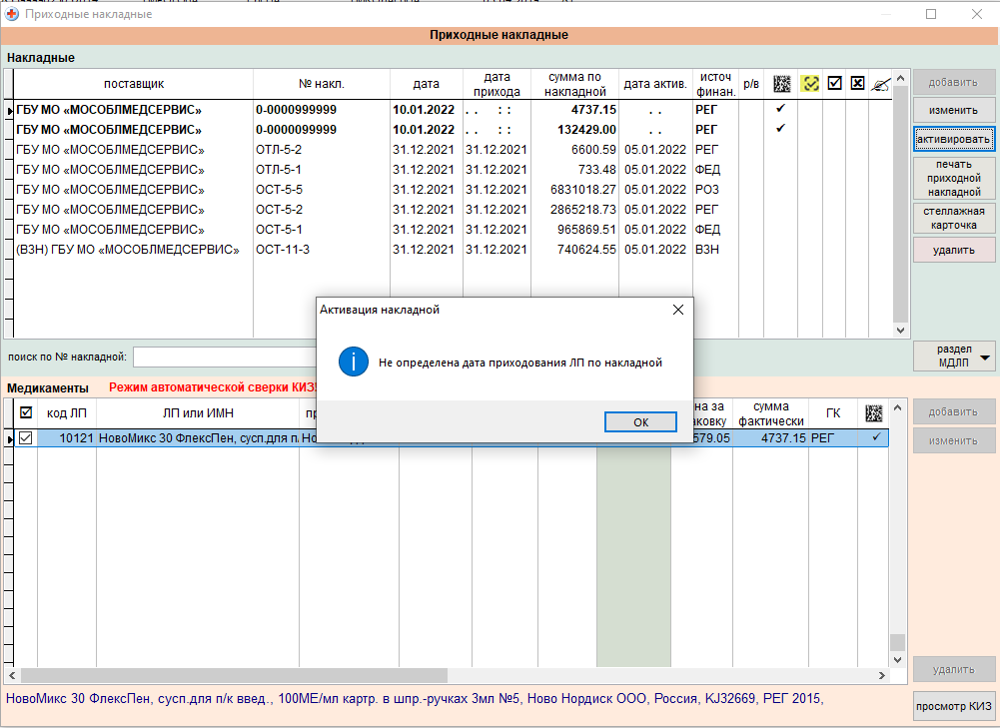 Приходные накладные
Приходные накладные
Накладные
поставщик № накл. дата дата прихода сумма по накладной дата актив. источ финан. р/в
ГБУ МО «МОСОБЛМЕДСЕРВИС» 0-0000999999 10.01.2022 . . : : 4737.15 . . РЕГ ✔
ГБУ МО «МОСОБЛМЕДСЕРВИС» 0-0000999999 10.01.2022 . . : : 132429.00 . . РЕГ ✔
ГБУ МО «МОСОБЛМЕДСЕРВИС» ОТЛ-5-2 31.12.2021 31.12.2021 6600.59 05.01.2022 РЕГ
ГБУ МО «МОСОБЛМЕДСЕРВИС» ОТЛ-5-1 31.12.2021 31.12.2021 733.48 05.01.2022 ФЕД
ГБУ МО «МОСОБЛМЕДСЕРВИС» ОСТ-5-5 31.12.2021 31.12.2021 6831018.27 05.01.2022 РОЗ
ГБУ МО «МОСОБЛМЕДСЕРВИС» ОСТ-5-2 31.12.2021 31.12.2021 2865218.73 05.01.2022 РЕГ
ГБУ МО «МОСОБЛМЕДСЕРВИС» ОСТ-5-1 31.12.2021 31.12.2021 965869.51 05.01.2022 ФЕД
(ВЗН) ГБУ МО «МОСОБЛМЕДСЕРВИС» ОСТ-11-3 31.12.2021 31.12.2021 740624.55 05.01.2022 ВЗН
добавить
изменить
активировать
печать
приходной
накладной
стеллажная
карточка
удалить
Активация накладной
Не определена дата приходования ЛП по накладной
ОК
поиск по № накладной:
раздел
МДЛП
Медикаменты Режим автоматической сверки КИЗ!
код ЛП ЛП или ИМН на за сумма фактически ГК
10121 НовоМикс 30 ФлексПен, сусп.для п/ 579.05 4737.15 РЕГ ✓
добавить
изменить
удалить
просмотр КИЗ
НовоМикс 30 ФлексПен, сусп.для п/к введ., 100МЕ/мл картр. в шпр.-ручках 3мл №5, Ново Нордиск ООО, Россия, KJ32669, РЕГ 2015,